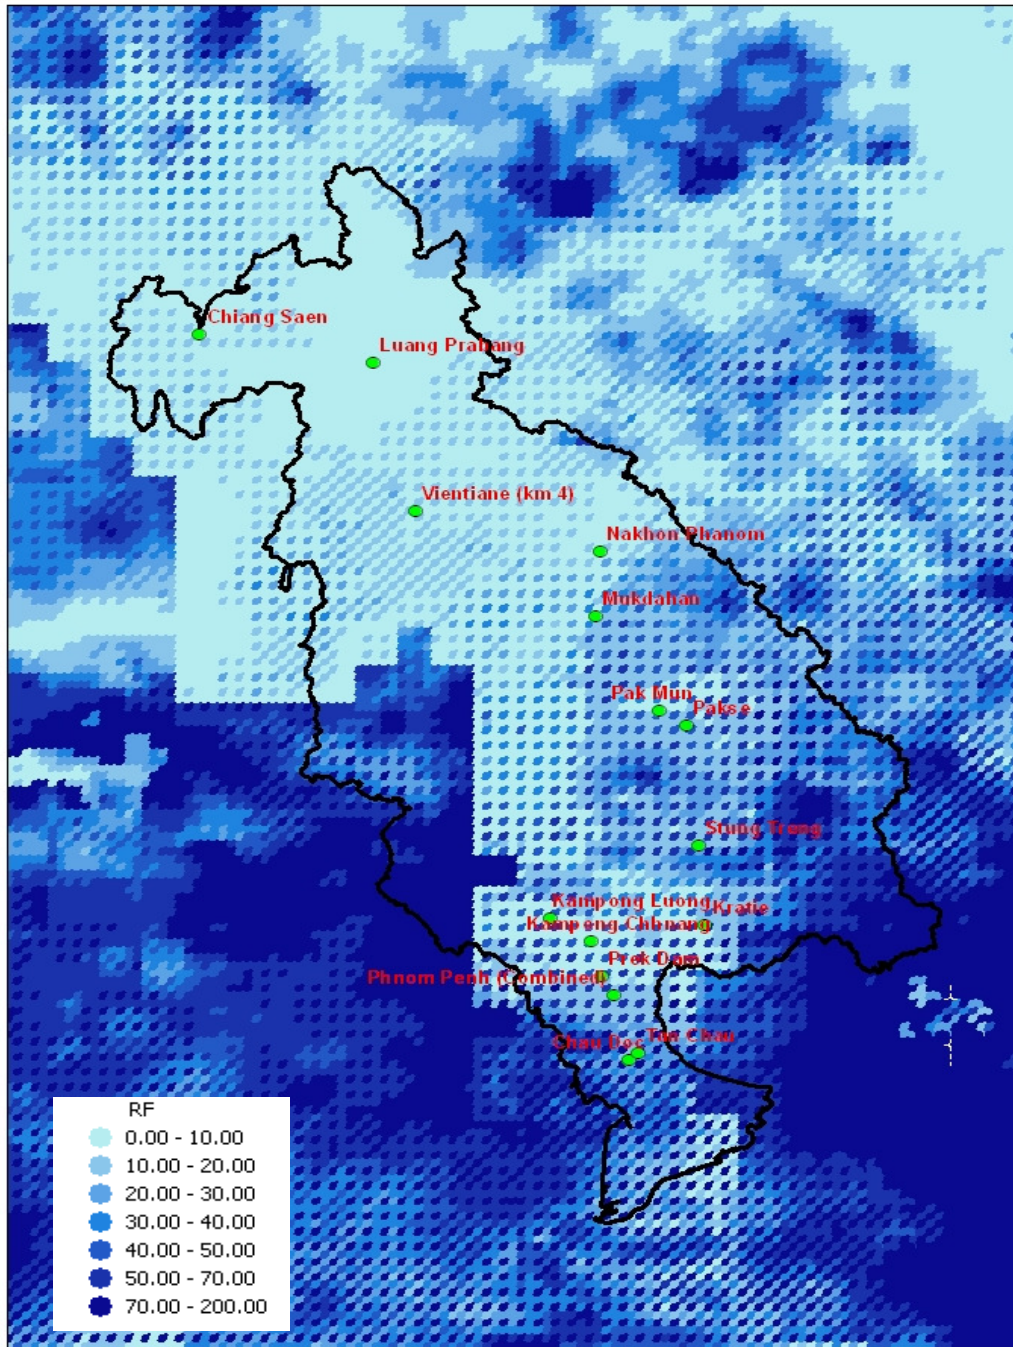 Chiang Saen
Luang Prabang
Vientiane (km 4)
Nakhon Phanom
Mukdahan
Pak Mun
Pakse
Stung Treng
Kampong Luong
Kratie
Kampong Chhnang
Prek Dam
Phnom Penh (Combined)
Tan Chau
Chau Doc
RF
0.00 - 10.00
10.00 - 20.00
20.00 - 30.00
30.00 - 40.00
40.00 - 50.00
50.00 - 70.00
70.00 - 200.00